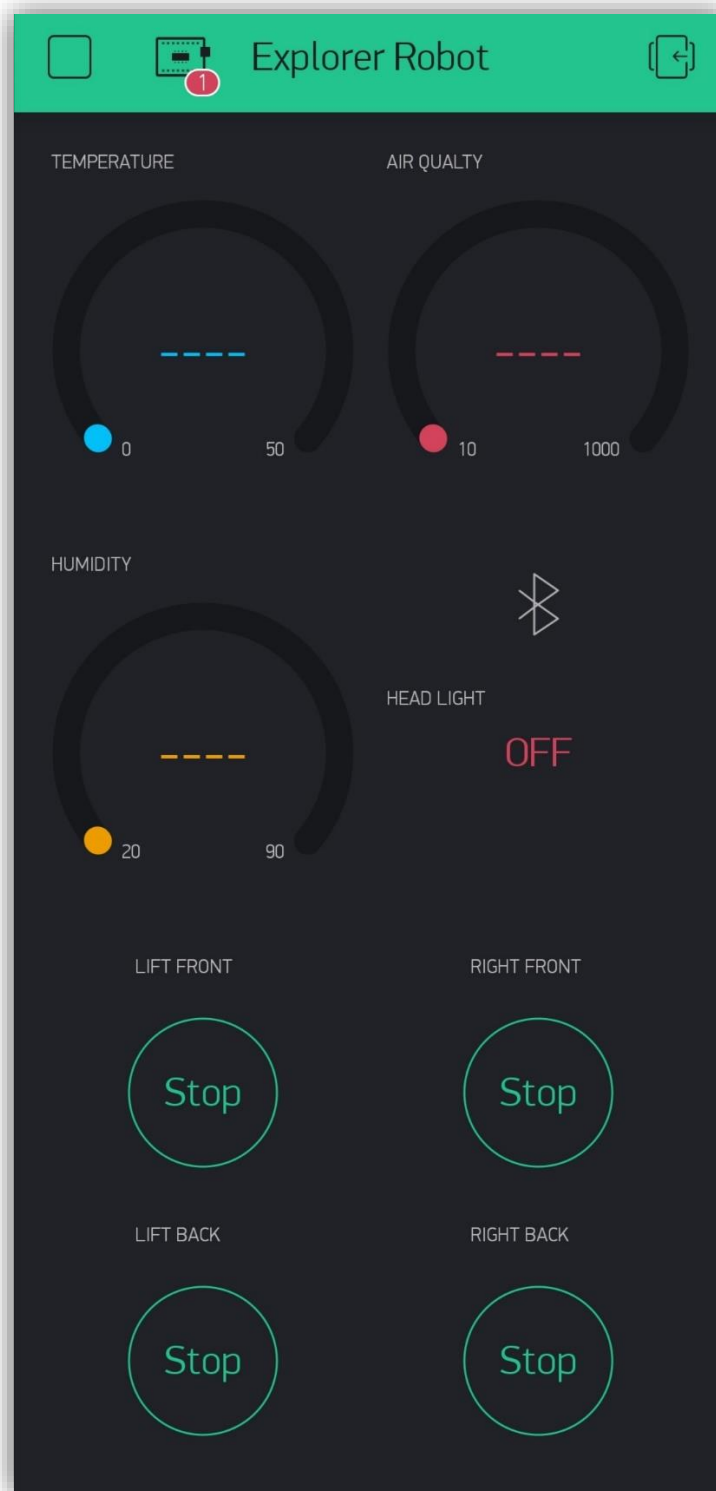 Explorer Robot
1
TEMPERATURE
AIR QUALTY
----
----
0
50
10
1000
HUMIDITY
HEAD LIGHT
OFF
----
20
90
LIFT FRONT
RIGHT FRONT
Stop
Stop
LIFT BACK
RIGHT BACK
Stop
Stop